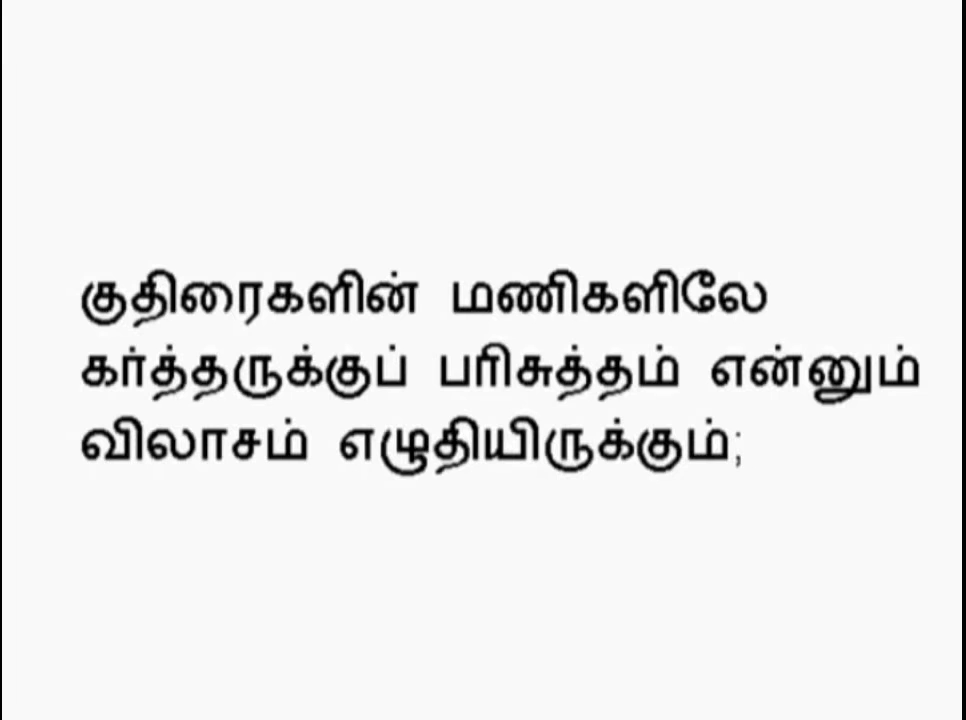 குதிரைகளின் மணிகளிலே
கர்த்தருக்குப் பரிசுத்தம் என்னும்
விலாசம் எழுதியிருக்கும்;